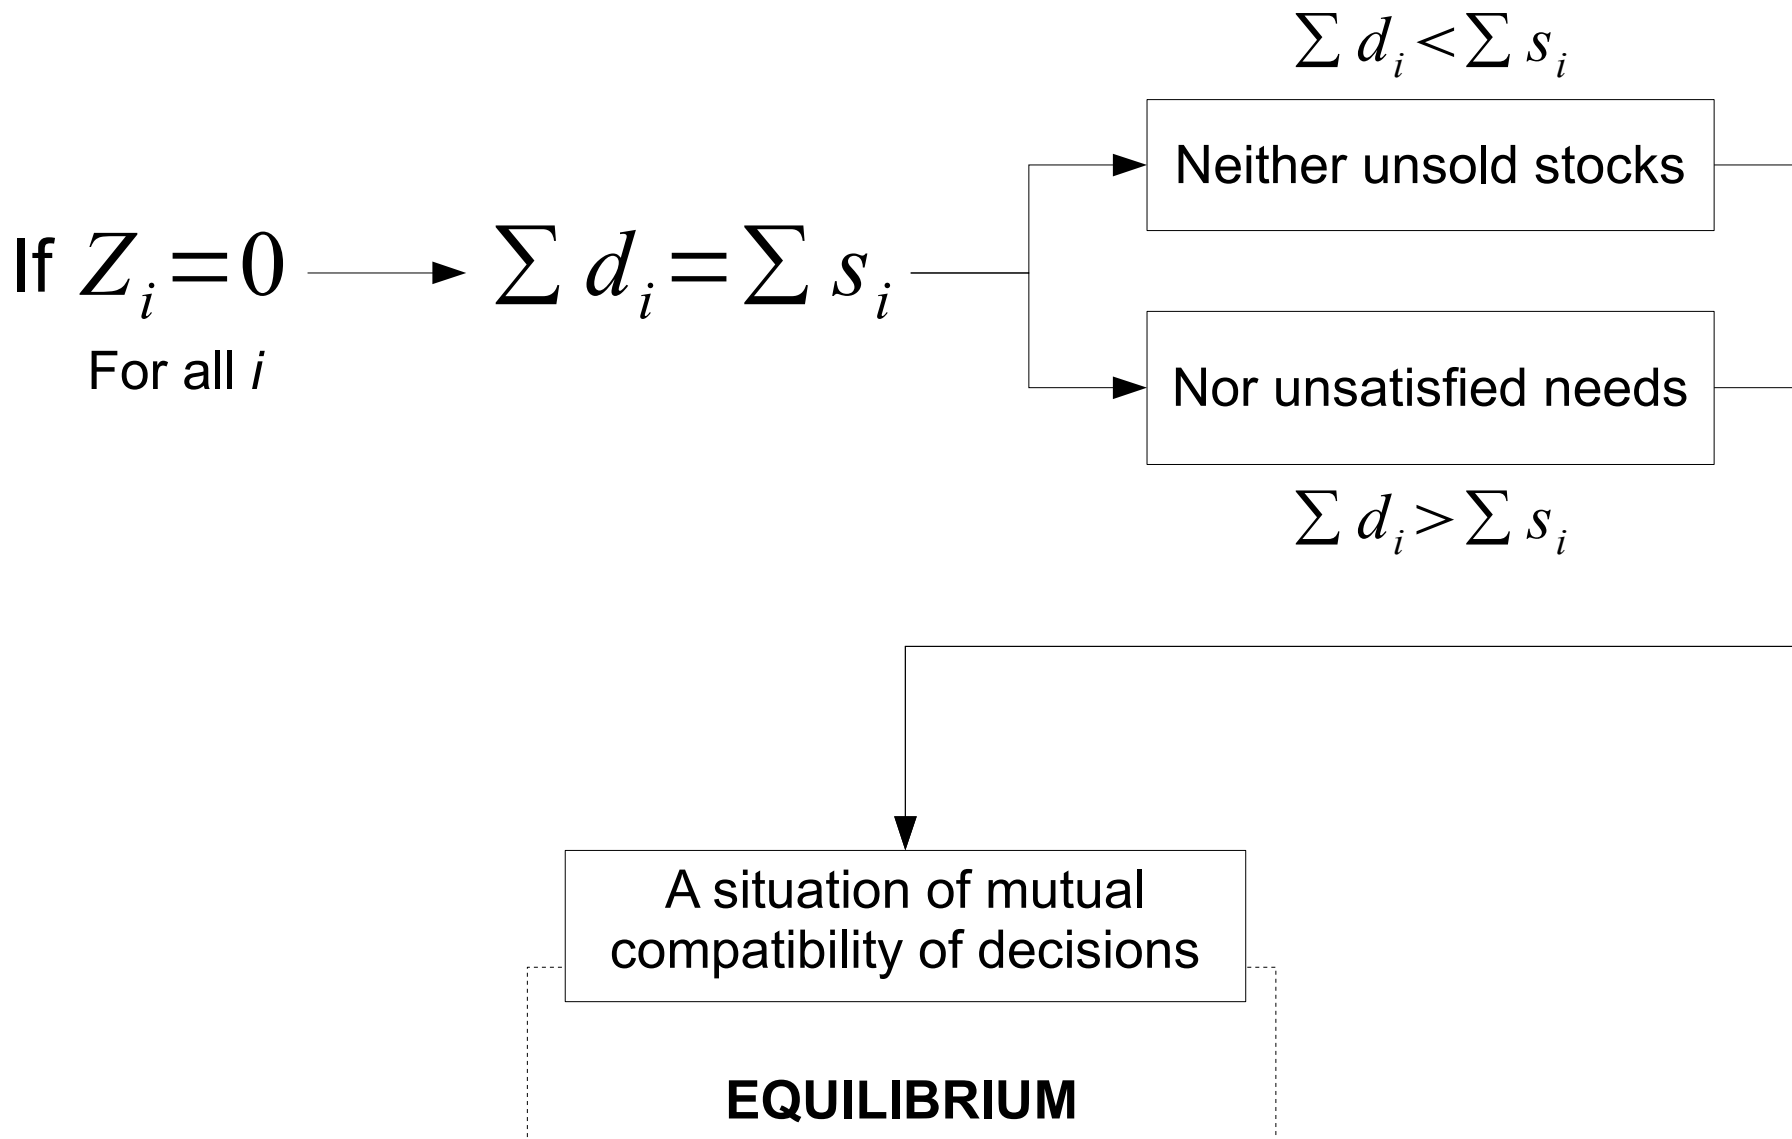 ∑ d_i < ∑ s_i
Neither unsold stocks
If Z_i = 0
∑ d_i = ∑ s_i
For all i
Nor unsatisfied needs
∑ d_i > ∑ s_i
A situation of mutual
compatibility of decisions
EQUILIBRIUM